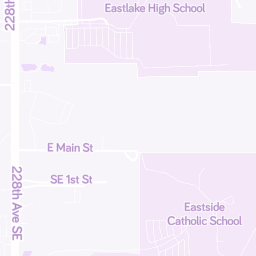 228th
Eastlake High School
E Main St
SE 1st St
228th Ave SE
Eastside
Catholic School